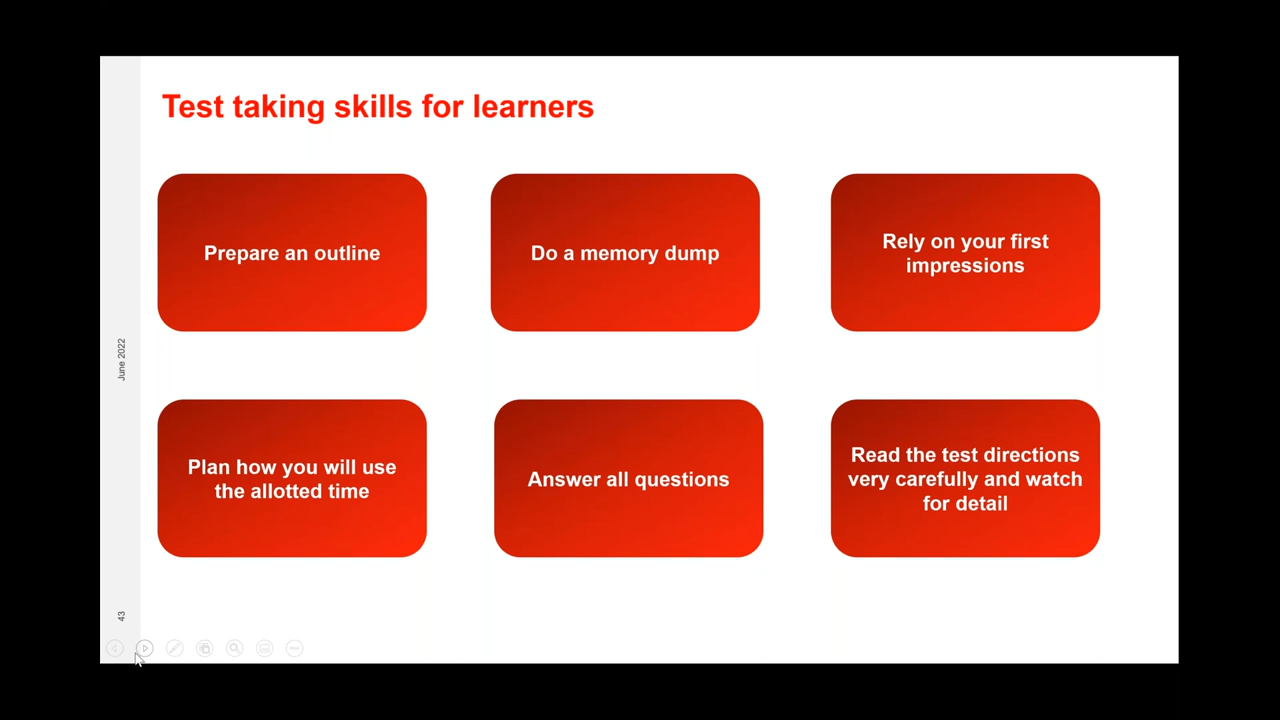 Test taking skills for learners
Prepare an outline
Do a memory dump
Rely on your first
impressions
Plan how you will use
the allotted time
Answer all questions
Read the test directions
very carefully and watch
for detail
June 2022
43